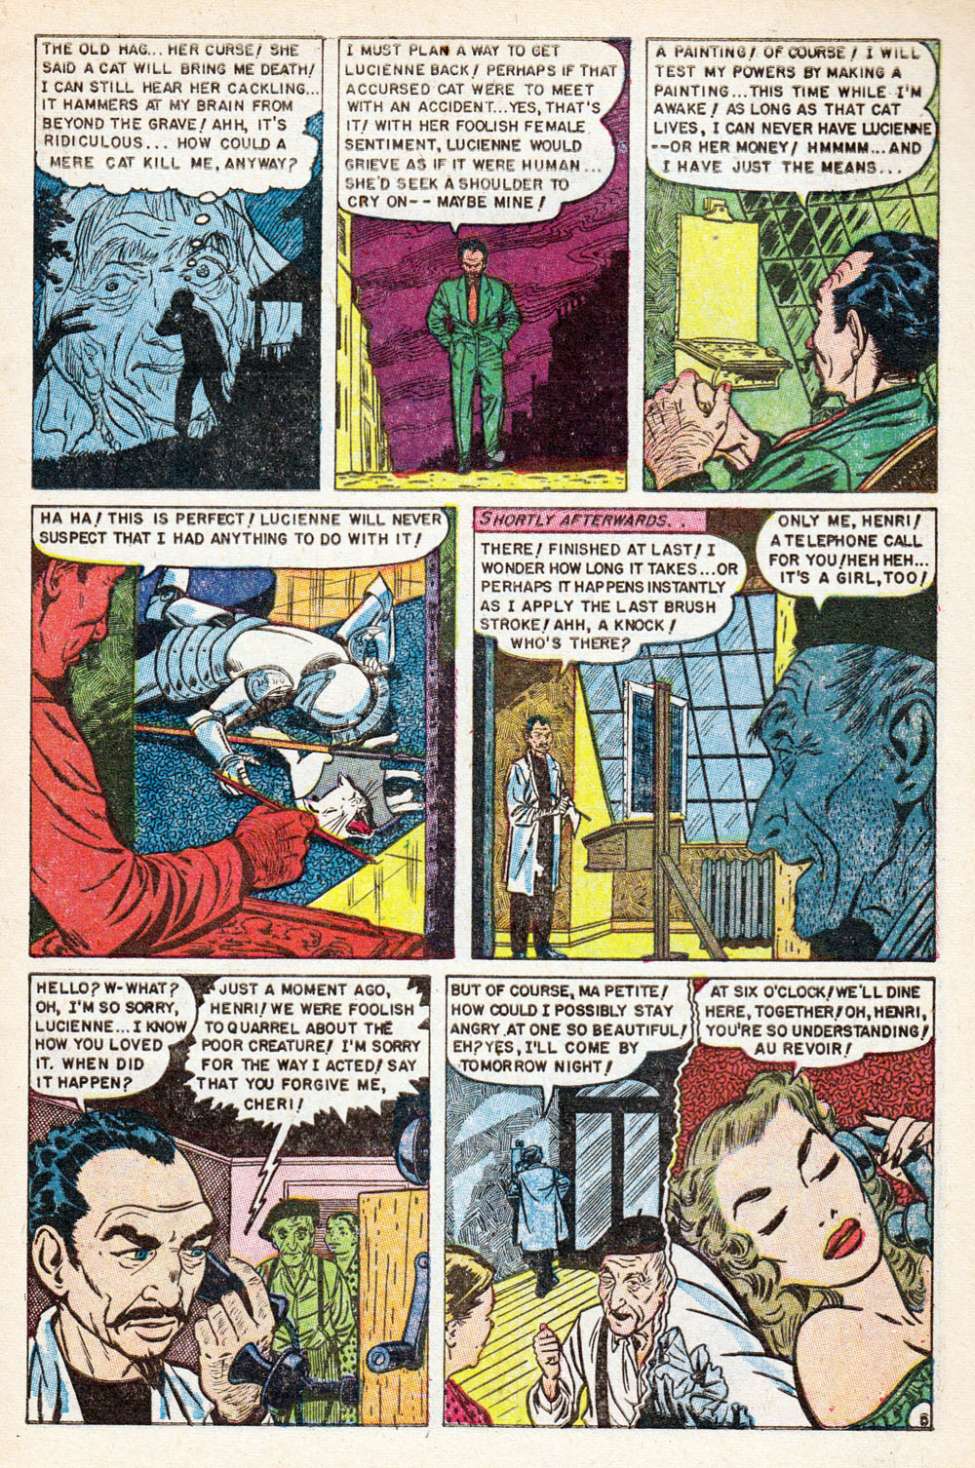 THE OLD HAG... HER CURSE! SHE
SAID A CAT WILL BRING ME DEATH!
I CAN STILL HEAR HER CACKLING...
IT HAMMERS AT MY BRAIN FROM
BEYOND THE GRAVE! AHH, IT'S
RIDICULOUS... HOW COULD A
MERE CAT KILL ME, ANYWAY?
I MUST PLAN A WAY TO GET
LUCIENNE BACK! PERHAPS IF THAT
ACCURSED CAT WERE TO MEET
WITH AN ACCIDENT...YES, THAT'S
IT! WITH HER FOOLISH FEMALE
SENTIMENT, LUCIENNE WOULD
GRIEVE AS IF IT WERE HUMAN...
SHE'D SEEK A SHOULDER TO
CRY ON-- MAYBE MINE!
A PAINTING! OF COURSE! I WILL
TEST MY POWERS BY MAKING A
PAINTING...THIS TIME WHILE I'M
AWAKE! AS LONG AS THAT CAT
LIVES, I CAN NEVER HAVE LUCIENNE
--OR HER MONEY! HMMMM...AND
I HAVE JUST THE MEANS...
HA HA! THIS IS PERFECT! LUCIENNE WILL NEVER
SUSPECT THAT I HAD ANYTHING TO DO WITH IT!
SHORTLY AFTERWARDS..
THERE! FINISHED AT LAST! I
WONDER HOW LONG IT TAKES...OR
PERHAPS IT HAPPENS INSTANTLY
AS I APPLY THE LAST BRUSH
STROKE! AHH, A KNOCK!
WHO'S THERE?
ONLY ME, HENRI!
A TELEPHONE CALL
FOR YOU! HEH HEH...
IT'S A GIRL, TOO!
HELLO? W-WHAT?
OH, I'M SO SORRY,
LUCIENNE...I KNOW
HOW YOU LOVED
IT. WHEN DID
IT HAPPEN?
JUST A MOMENT AGO,
HENRI! WE WERE FOOLISH
TO QUARREL ABOUT THE
POOR CREATURE! I'M SORRY
FOR THE WAY I ACTED! SAY
THAT YOU FORGIVE ME,
CHERI!
BUT OF COURSE, MA PETITE!
HOW COULD I POSSIBLY STAY
ANGRY AT ONE SO BEAUTIFUL!
EH? YES, I'LL COME BY
TOMORROW NIGHT!
AT SIX O'CLOCK! WE'LL DINE
HERE, TOGETHER! OH, HENRI,
YOU'RE SO UNDERSTANDING!
AU REVOIR!